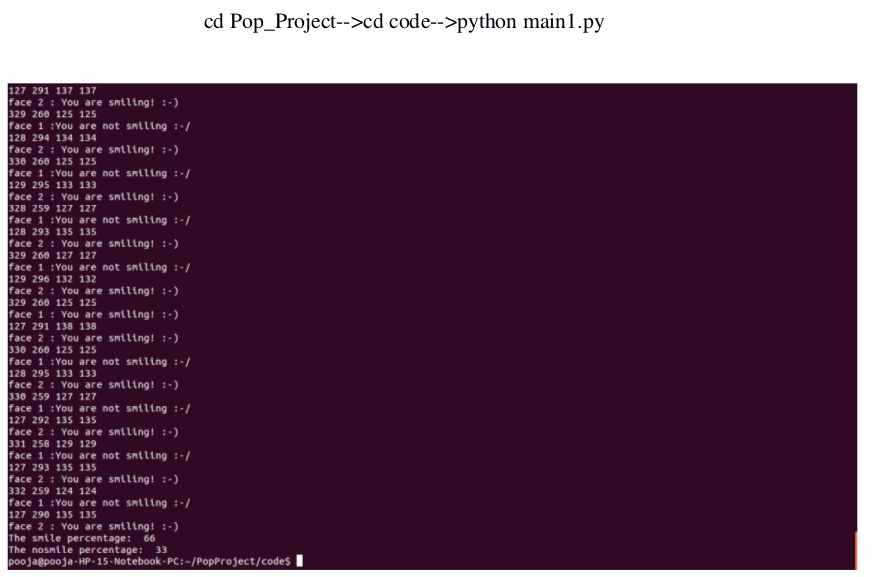 cd Pop_Project-->cd code-->python main1.py
127 291 137 137
face 2 : You are smiling! :-)
329 260 125 125
face 1 :You are not smiling :-/
128 294 134 134
face 2 : You are smiling! :-)
330 260 125 125
face 1 :You are not smiling :-/
129 295 133 133
face 2 : You are smiling! :-)
328 259 127 127
face 1 :You are not smiling :-/
128 293 135 135
face 2 : You are smiling! :-)
329 260 127 127
face 1 :You are not smiling :-/
129 296 132 132
face 2 : You are smiling! :-)
329 260 125 125
face 1 : You are smiling! :-)
127 291 138 138
face 2 : You are smiling! :-)
330 260 125 125
face 1 :You are not smiling :-/
128 295 133 133
face 2 : You are smiling! :-)
330 259 127 127
face 1 :You are not smiling :-/
127 292 135 135
face 2 : You are smiling! :-)
331 258 129 129
face 1 :You are not smiling :-/
127 293 135 135
face 2 : You are smiling! :-)
332 259 124 124
face 1 :You are not smiling :-/
127 290 135 135
face 2 : You are smiling! :-)
The smile percentage:  66
The nosmile percentage:  33
pooja@pooja-HP-15-Notebook-PC:~/PopProject/code$